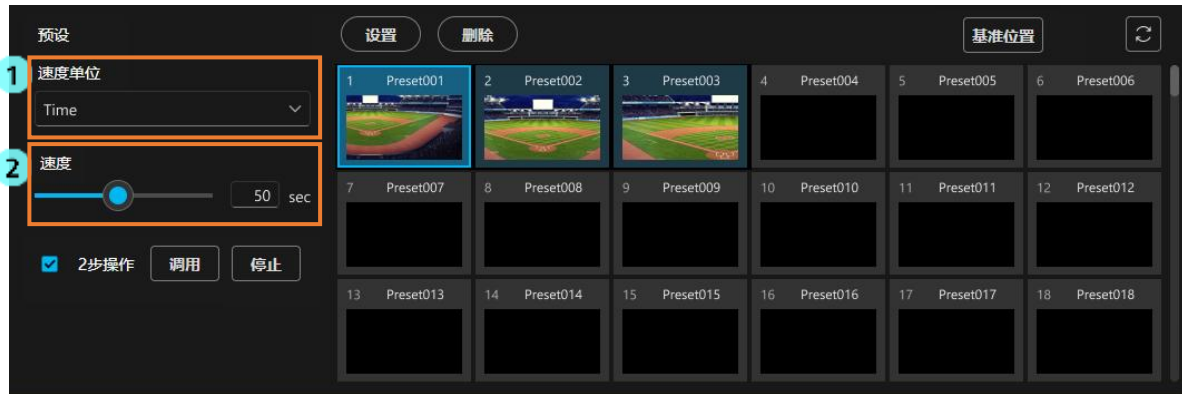 预设
设置 删除 基准位置
1
速度单位
Time
2
速度
50 sec
2步操作 调用 停止
1 Preset001 2 Preset002 3 Preset003 4 Preset004 5 Preset005 6 Preset006
7 Preset007 8 Preset008 9 Preset009 10 Preset010 11 Preset011 12 Preset012
13 Preset013 14 Preset014 15 Preset015 16 Preset016 17 Preset017 18 Preset018